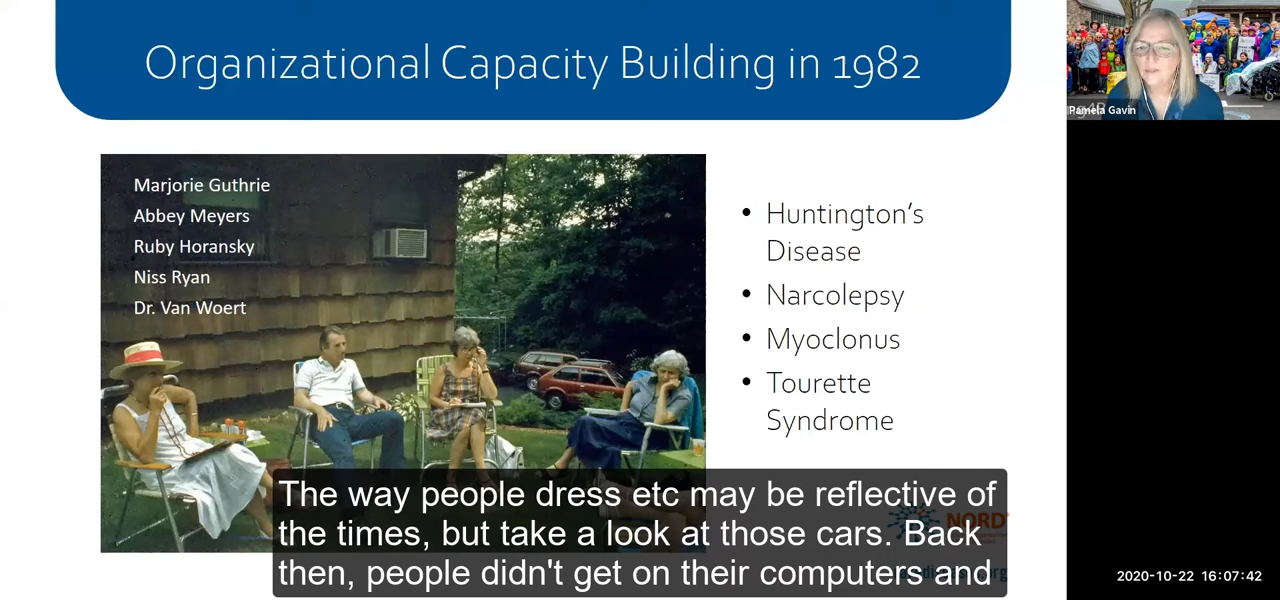 Organizational Capacity Building in 1982
Marjorie Guthrie
Abbey Meyers
Ruby Horansky
Niss Ryan
Dr. Van Woert
• Huntington's
Disease
• Narcolepsy
• Myoclonus
• Tourette
Syndrome
Pamela Gavin
NORD
The way people dress etc may be reflective of
the times, but take a look at those cars. Back
then, people didn't get on their computers and
2020-10-22 16:07:42